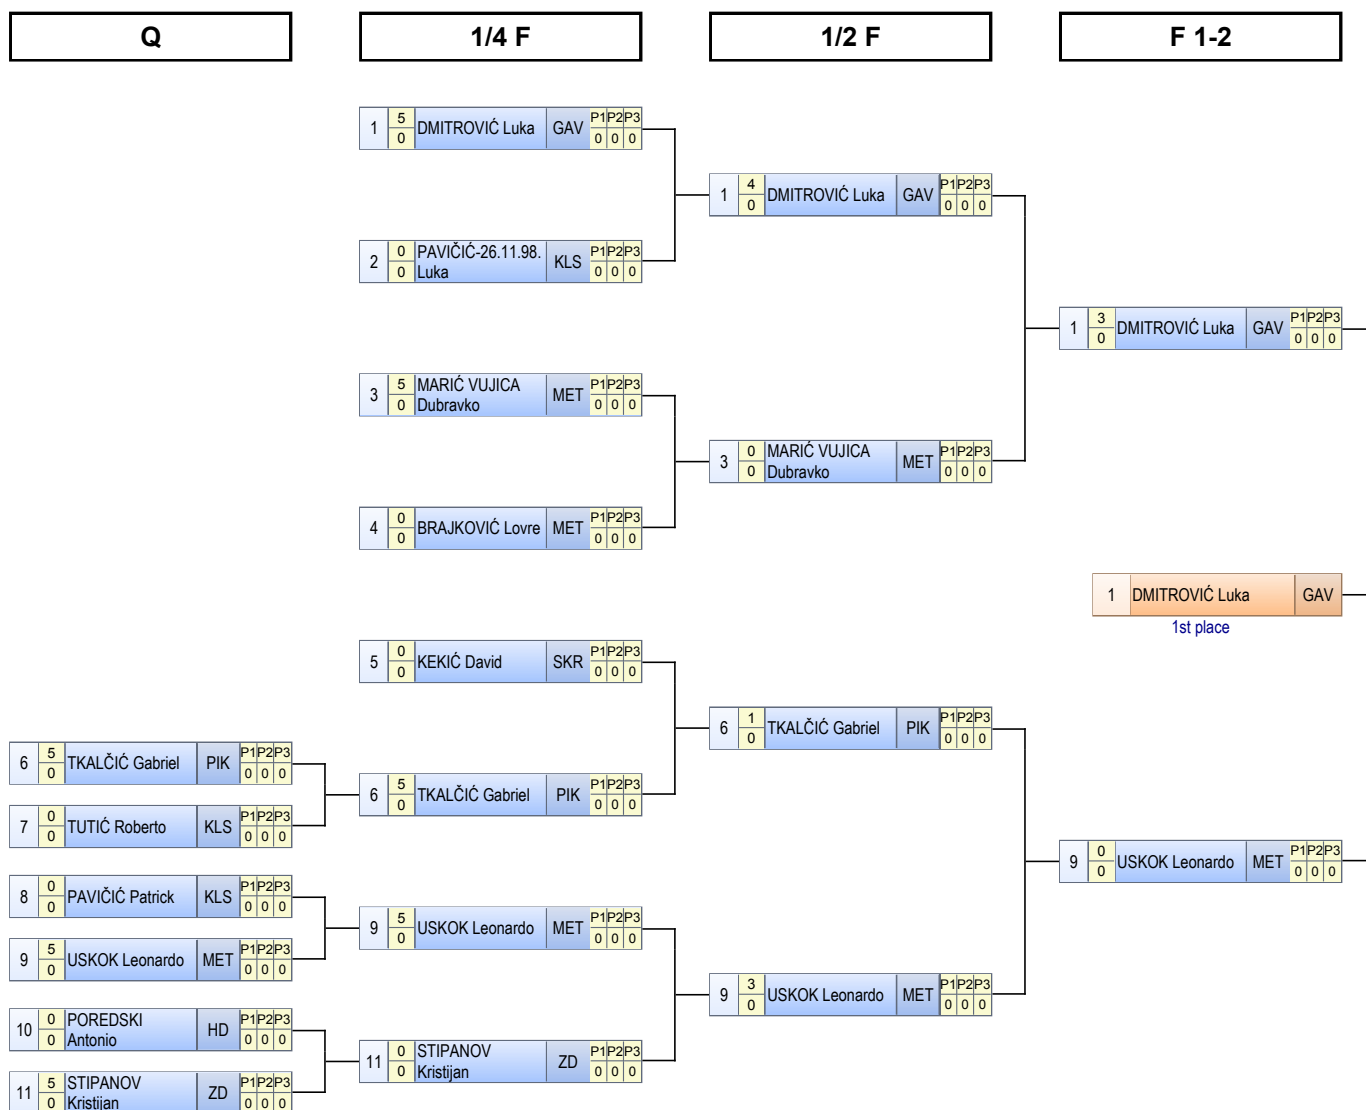 Q 1/4 F 1/2 F F 1-2
1 5 0 DMITROVIĆ Luka GAV P1 P2 P3 0 0 0
2 0 0 PAVIČIĆ-26.11.98. Luka KLS P1 P2 P3 0 0 0
3 5 0 MARIĆ VUJICA Dubravko MET P1 P2 P3 0 0 0
4 0 0 BRAJKOVIĆ Lovre MET P1 P2 P3 0 0 0
5 0 0 KEKIĆ David SKR P1 P2 P3 0 0 0
6 5 0 TKALČIĆ Gabriel PIK P1 P2 P3 0 0 0
7 0 0 TUTIĆ Roberto KLS P1 P2 P3 0 0 0
8 0 0 PAVIČIĆ Patrick KLS P1 P2 P3 0 0 0
9 5 0 USKOK Leonardo MET P1 P2 P3 0 0 0
10 0 0 POREDSKI Antonio HD P1 P2 P3 0 0 0
11 5 0 STIPANOV Kristijan ZD P1 P2 P3 0 0 0
6 5 0 TKALČIĆ Gabriel PIK P1 P2 P3 0 0 0
9 5 0 USKOK Leonardo MET P1 P2 P3 0 0 0
11 0 0 STIPANOV Kristijan ZD P1 P2 P3 0 0 0
1 4 0 DMITROVIĆ Luka GAV P1 P2 P3 0 0 0
3 0 0 MARIĆ VUJICA Dubravko MET P1 P2 P3 0 0 0
6 1 0 TKALČIĆ Gabriel PIK P1 P2 P3 0 0 0
9 3 0 USKOK Leonardo MET P1 P2 P3 0 0 0
1 3 0 DMITROVIĆ Luka GAV P1 P2 P3 0 0 0
1 DMITROVIĆ Luka GAV
1st place
9 0 0 USKOK Leonardo MET P1 P2 P3 0 0 0